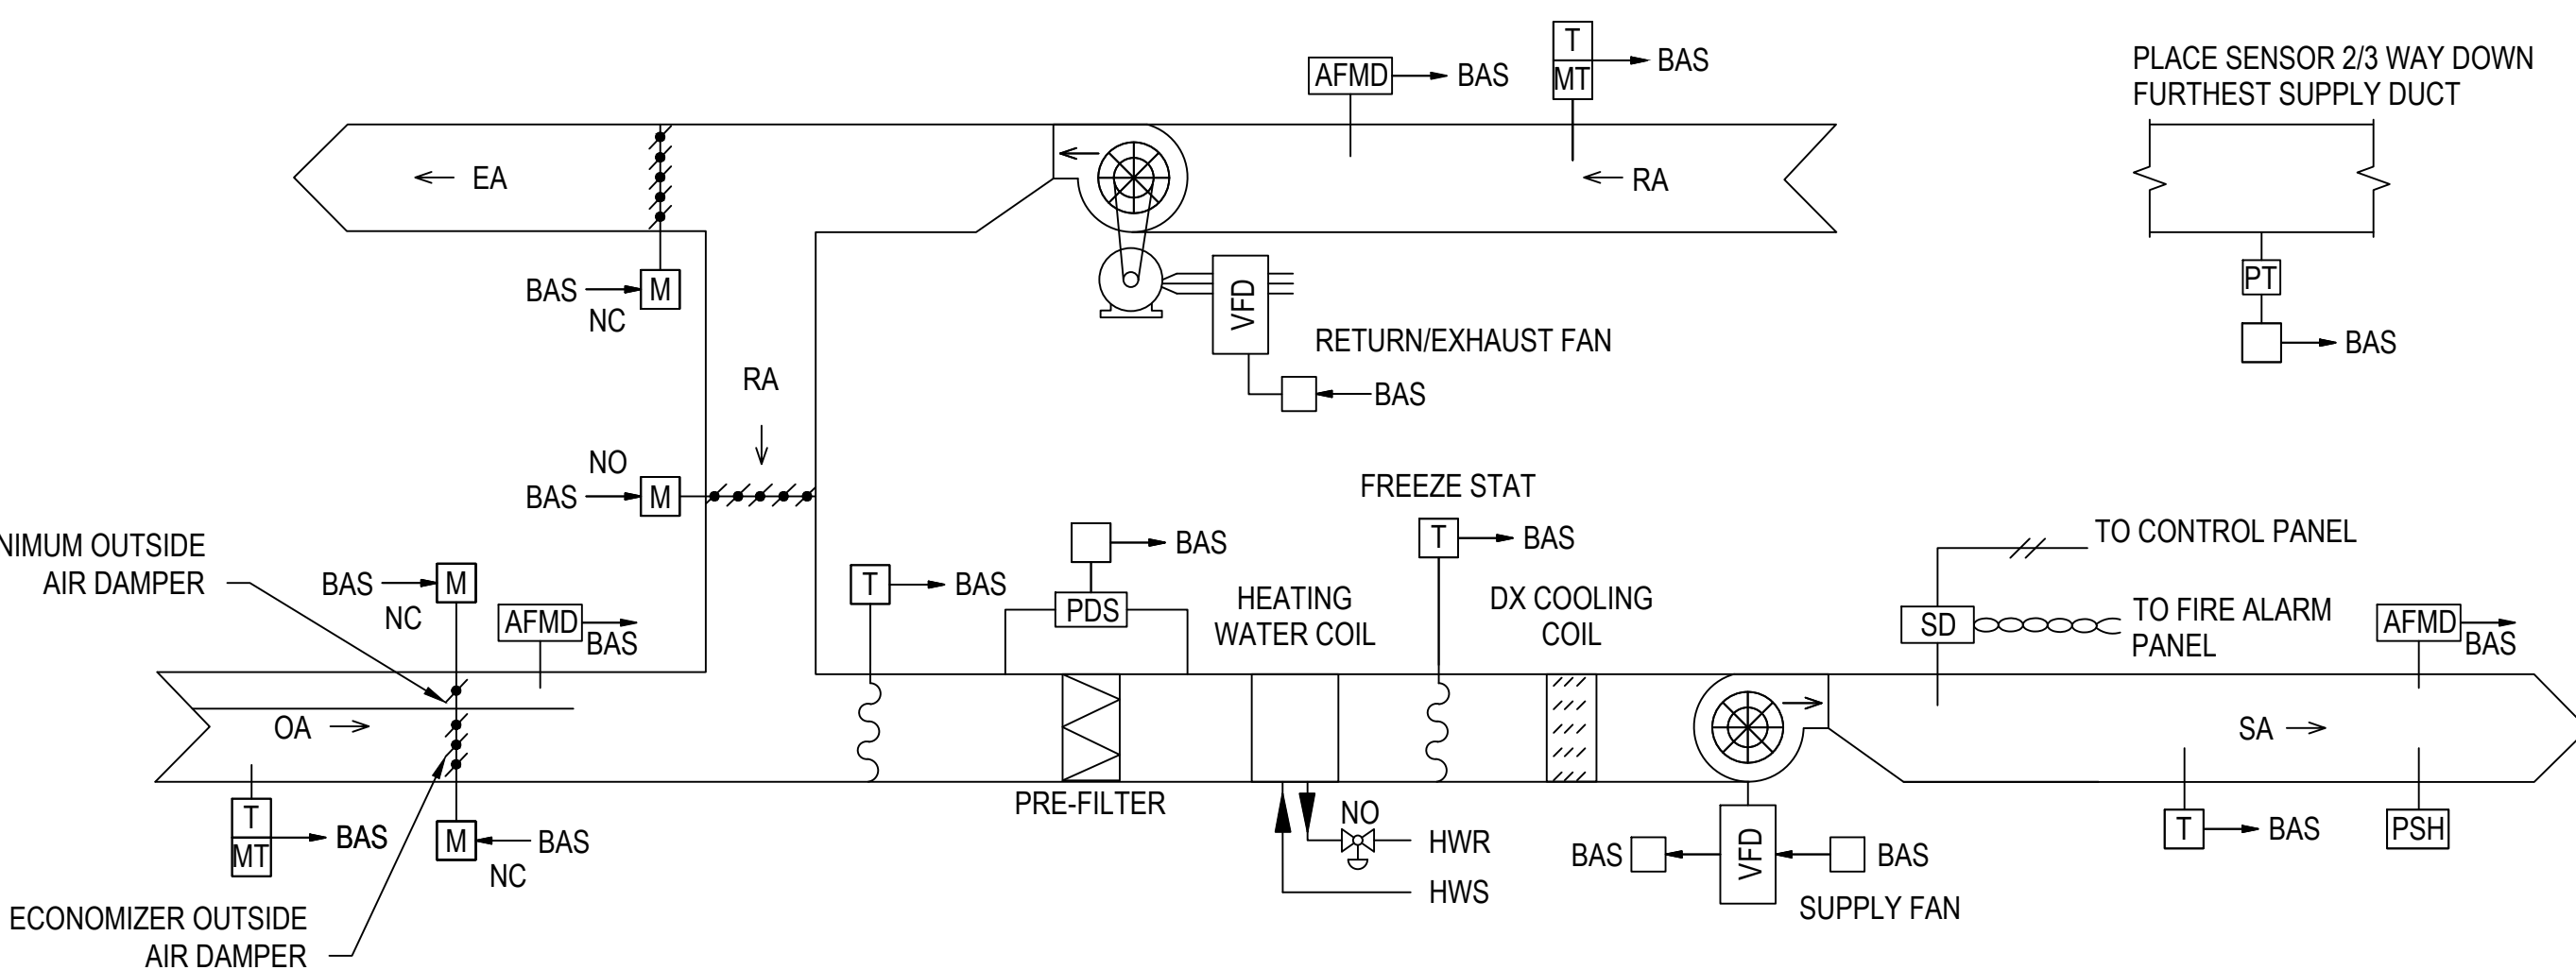 T
MT
BAS
AFMD
BAS
PLACE SENSOR 2/3 WAY DOWN
FURTHEST SUPPLY DUCT
EA
RA
BAS
M
NC
PT
BAS
VFD
RETURN/EXHAUST FAN
BAS
RA
NO
BAS
M
FREEZE STAT
T
BAS
NIMUM OUTSIDE
AIR DAMPER
BAS
M
NC
AFMD
BAS
T
BAS
BAS
PDS
HEATING
WATER COIL
DX COOLING
COIL
TO CONTROL PANEL
SD
TO FIRE ALARM
PANEL
AFMD
BAS
OA
SA
T
MT
BAS
M
BAS
NC
PRE-FILTER
NO
HWR
HWS
BAS
VFD
BAS
SUPPLY FAN
T
BAS
PSH
ECONOMIZER OUTSIDE
AIR DAMPER